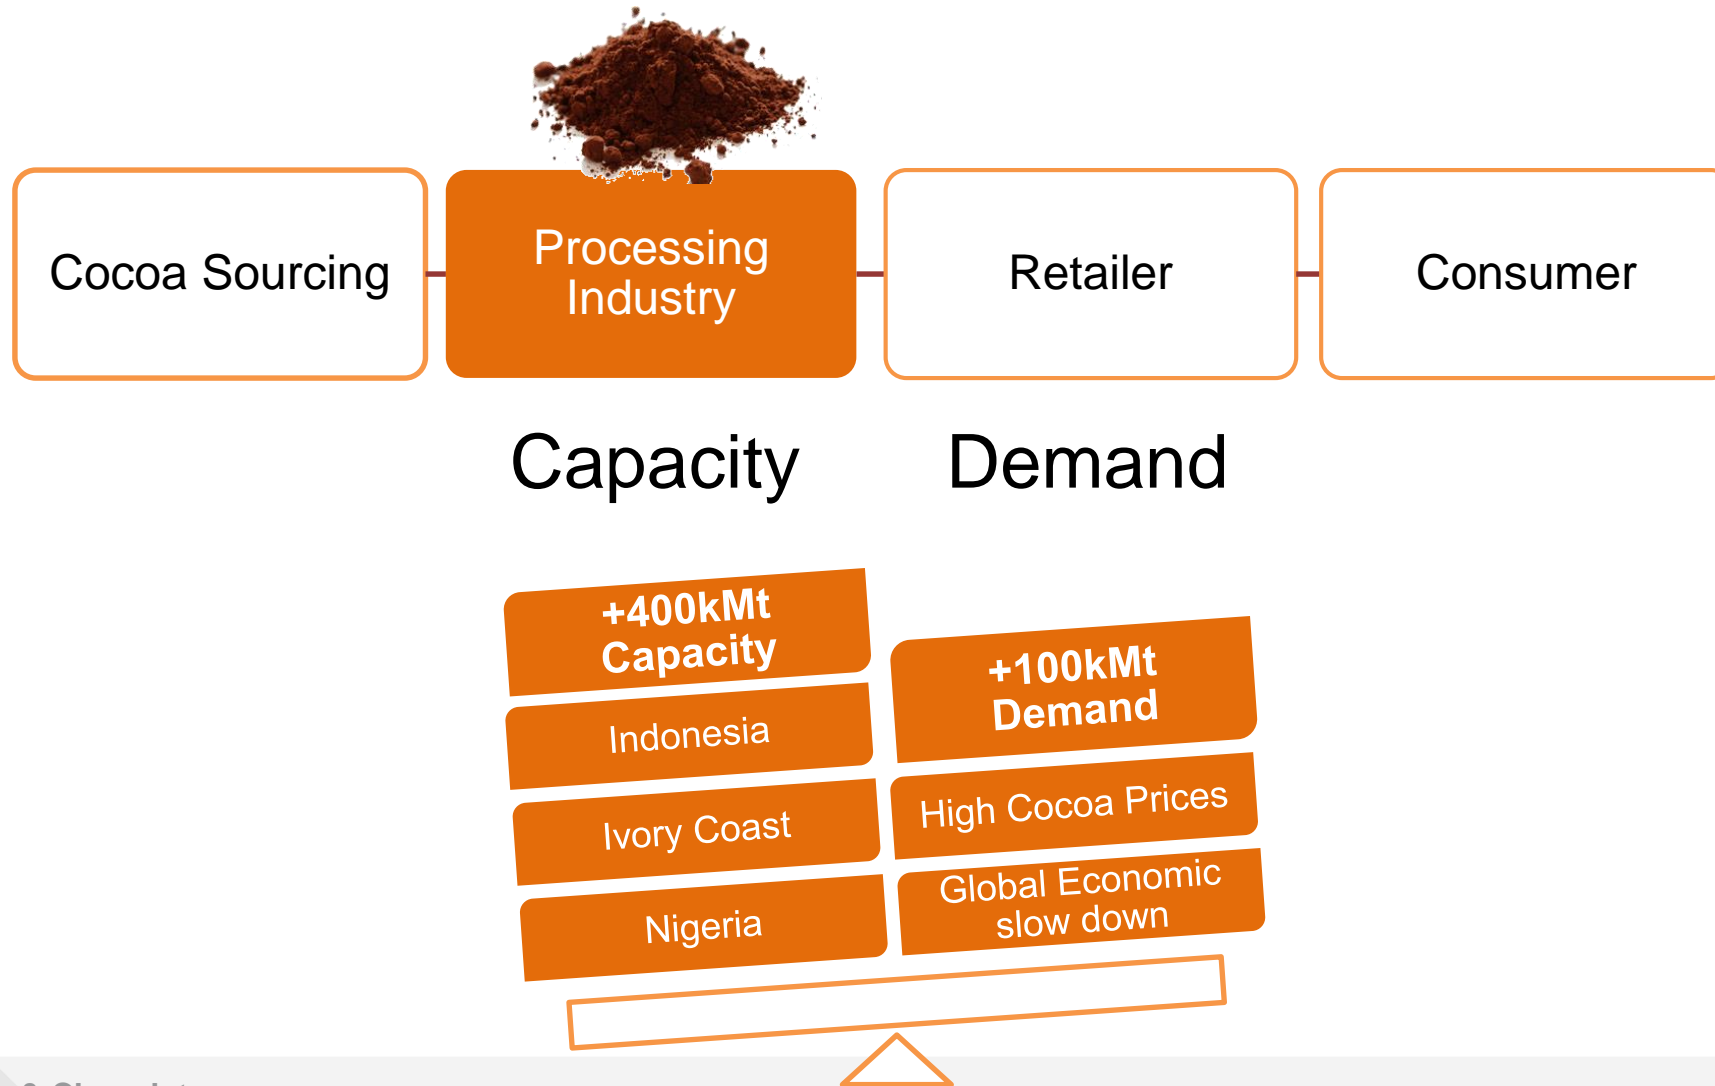 Cocoa Sourcing
Processing
Industry
Retailer
Consumer
Capacity
Demand
+400kMt
Capacity
Indonesia
Ivory Coast
Nigeria
+100kMt
Demand
High Cocoa Prices
Global Economic
slow down